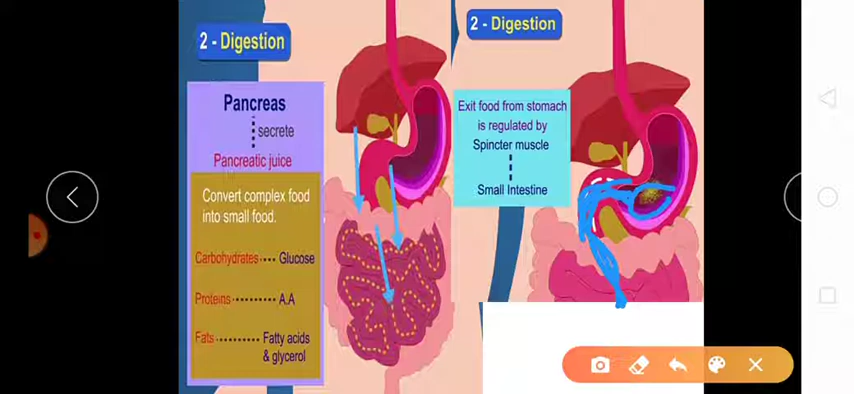 2 - Digestion
Pancreas
secrete
Pancreatic juice
Convert complex food
into small food.
Carbohydrates ···· Glucose
Proteins ·········· A.A
Fats ·········· Fatty acids
& glycerol
2 - Digestion
Exit food from stomach
is regulated by
Spincter muscle
Small Intestine